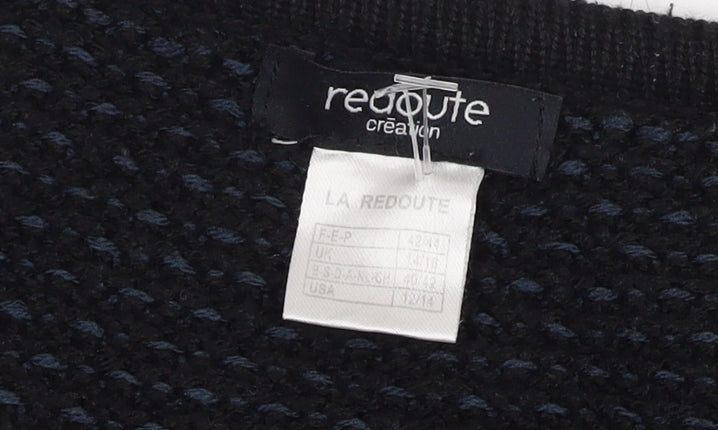 redoute
création
LA REDOUTE
F-E-P 42/44
UK 14/16
B-S-D-A-NL-CH 40/42
USA 12/14